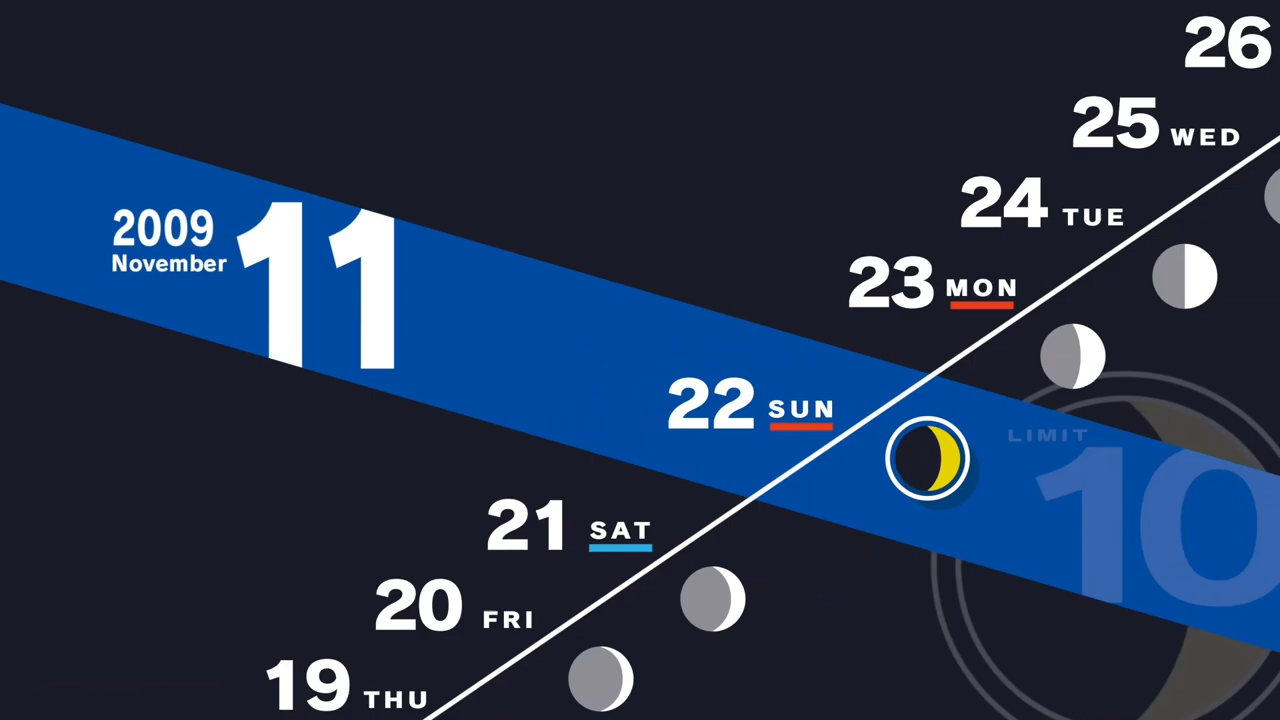 26
25 WED
24 TUE
2009
November
11
23 MON
22 SUN
LIMIT
10
21 SAT
20 FRI
19 THU